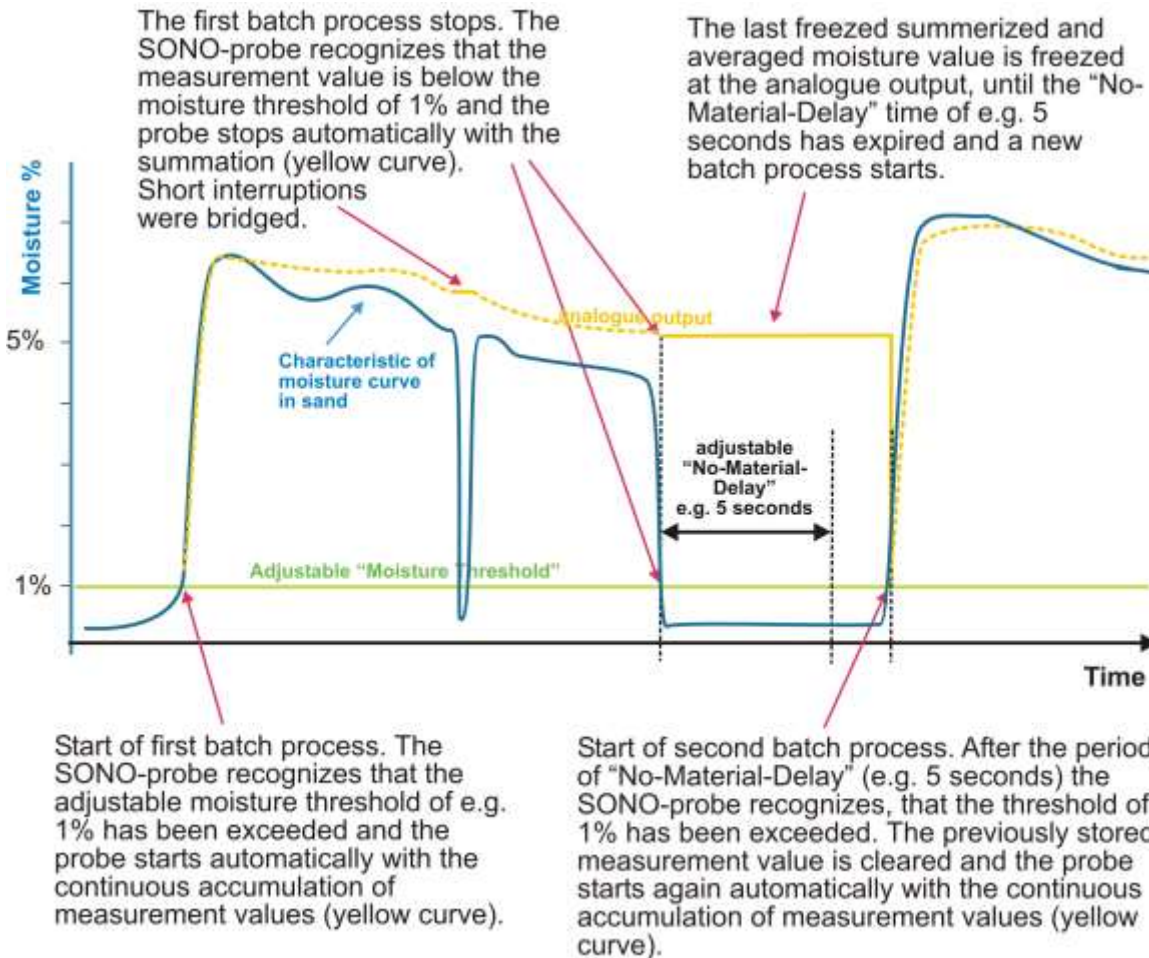 The first batch process stops. The
SONO-probe recognizes that the
measurement value is below the
moisture threshold of 1% and the
probe stops automatically with the
summation (yellow curve).
Short interruptions
were bridged.
The last freezed summerized and
averaged moisture value is freezed
at the analogue output, until the “No-
Material-Delay” time of e.g. 5
seconds has expired and a new
batch process starts.
Moisture %
5%
1%
analogue output
Characteristic of
moisture curve
in sand
adjustable
“No-Material-
Delay”
e.g. 5 seconds
Adjustable “Moisture Threshold”
Time
Start of first batch process. The
SONO-probe recognizes that the
adjustable moisture threshold of e.g.
1% has been exceeded and the
probe starts automatically with the
continuous accumulation of
measurement values (yellow curve).
Start of second batch process. After the period
of “No-Material-Delay” (e.g. 5 seconds) the
SONO-probe recognizes, that the threshold of
1% has been exceeded. The previously stored
measurement value is cleared and the probe
starts again automatically with the continuous
accumulation of measurement values (yellow
curve).